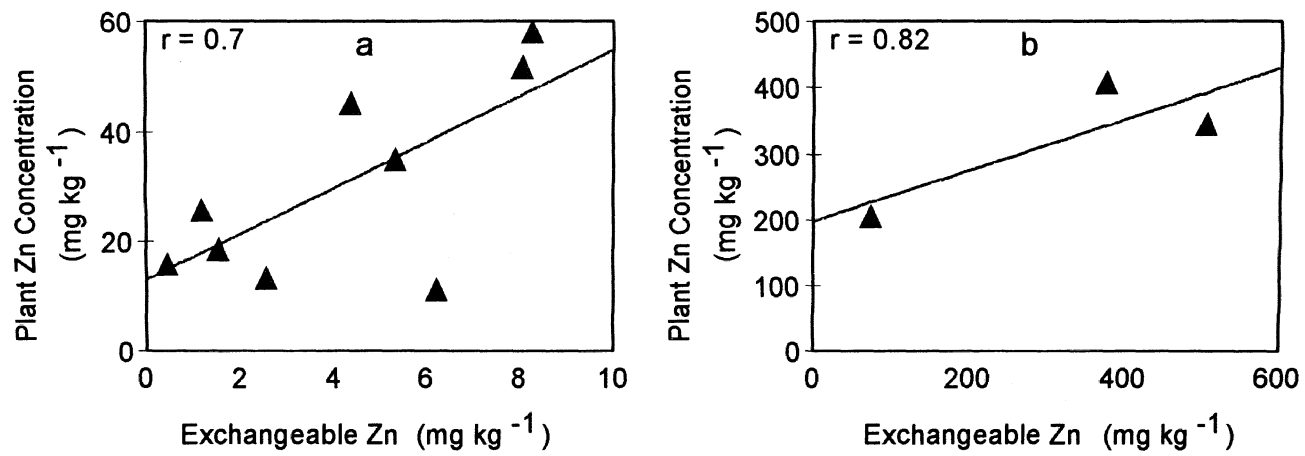 r = 0.7
a
60
40
20
0
0 2 4 6 8 10
Plant Zn Concentration
(mg kg -1)
Exchangeable Zn (mg kg -1)
r = 0.82
b
500
400
300
200
100
0
0 200 400 600
Plant Zn Concentration
(mg kg -1)
Exchangeable Zn (mg kg -1)